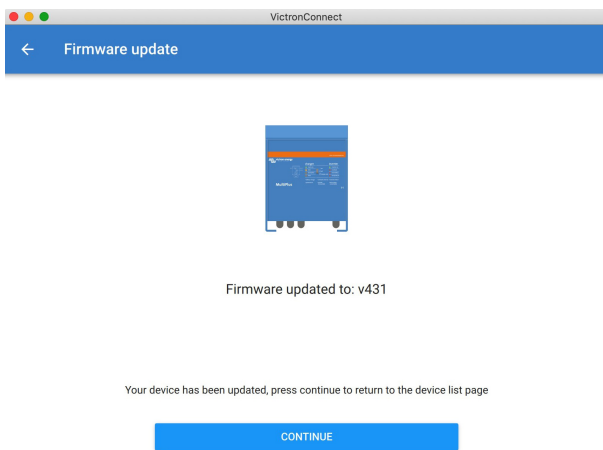 VictronConnect
Firmware update
MultiPlus
Firmware updated to: v431
Your device has been updated, press continue to return to the device list page
CONTINUE